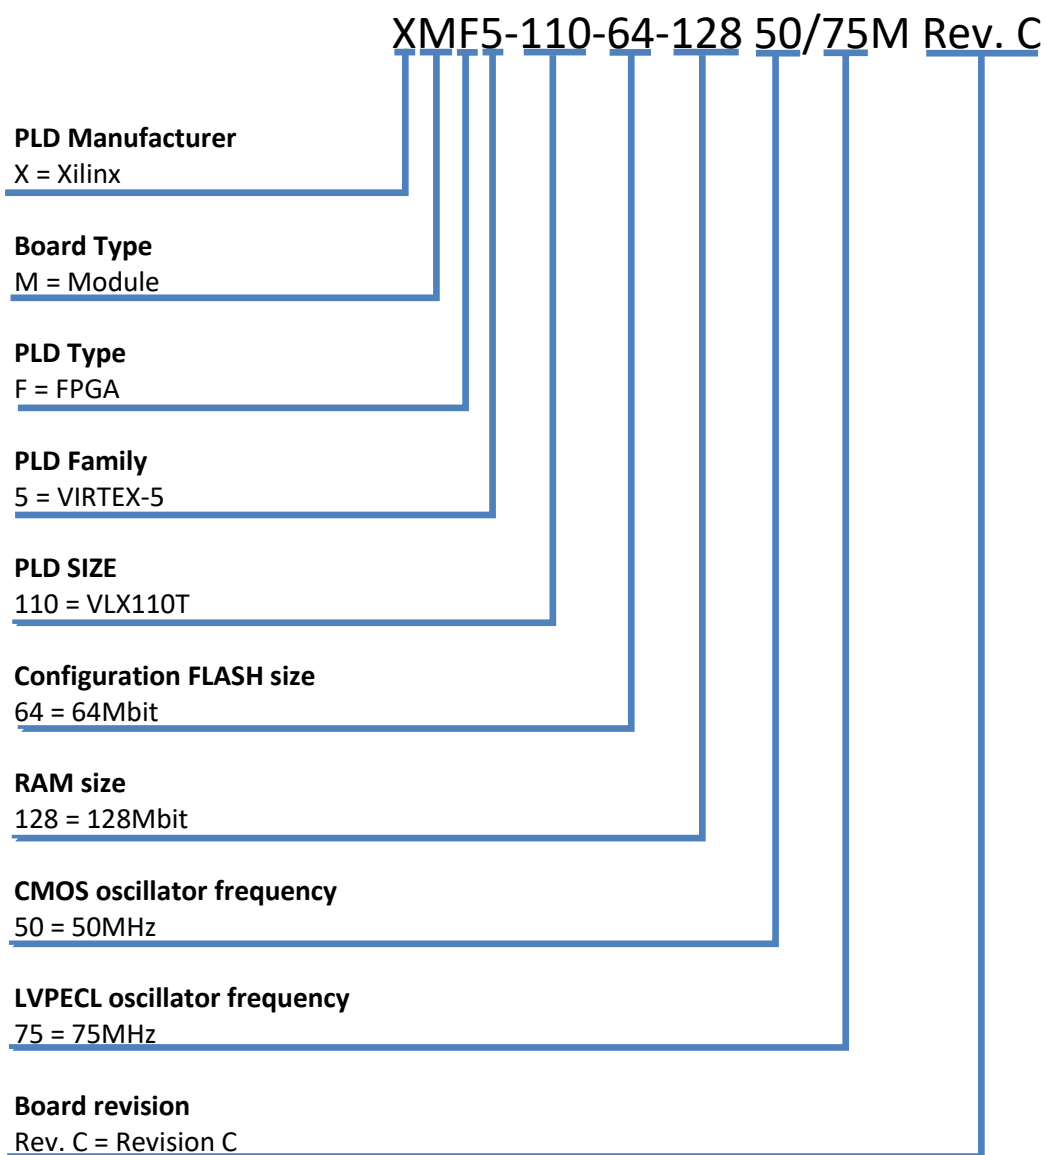 XMF5-110-64-128 50/75M Rev. C
PLD Manufacturer
X = Xilinx
Board Type
M = Module
PLD Type
F = FPGA
PLD Family
5 = VIRTEX-5
PLD SIZE
110 = VLX110T
Configuration FLASH size
64 = 64Mbit
RAM size
128 = 128Mbit
CMOS oscillator frequency
50 = 50MHz
LVPECL oscillator frequency
75 = 75MHz
Board revision
Rev. C = Revision C